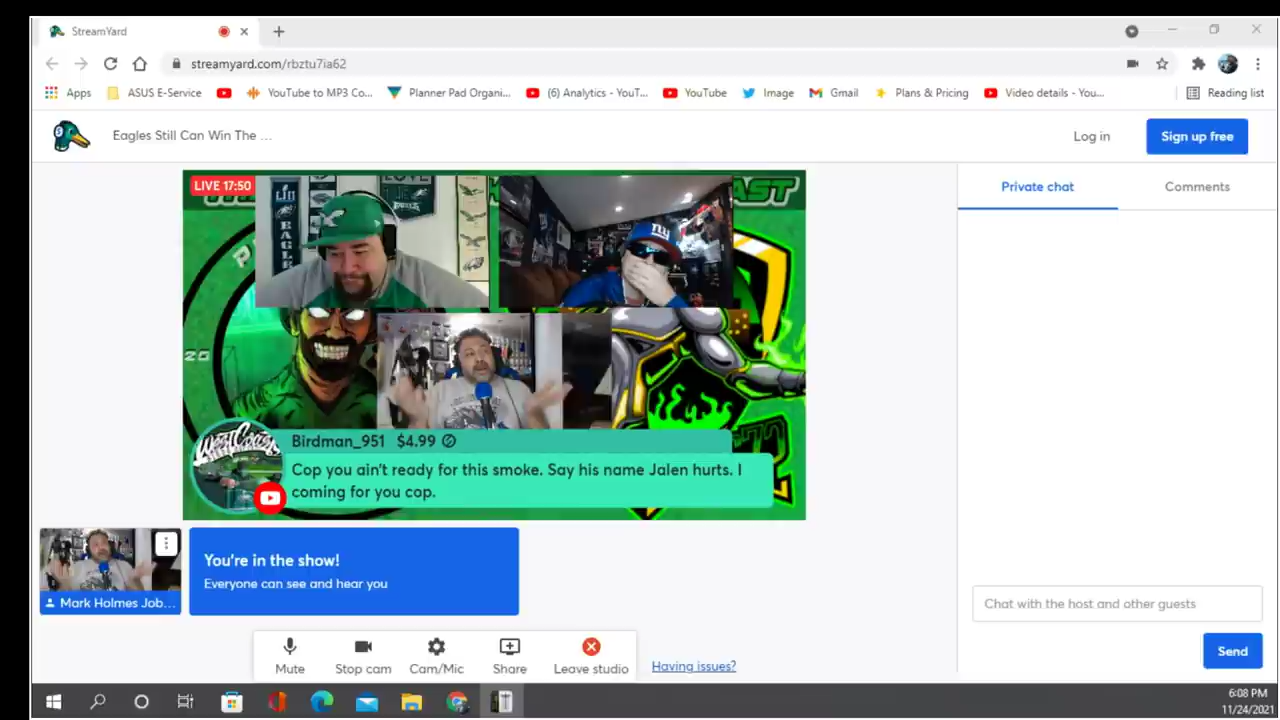 StreamYard
streamyard.com/rbztu7ia62
Apps
ASUS E-Service
YouTube to MP3 Co...
Planner Pad Organi...
(6) Analytics - YouT...
YouTube
Image
Gmail
Plans & Pricing
Video details - You...
Reading list
Eagles Still Can Win The ...
Log in
Sign up free
Private chat
Comments
LIVE 17:50
LII
EAGLE
NY
20
WestCoast
Birdman_951 $4.99
Cop you ain't ready for this smoke. Say his name Jalen hurts. I
coming for you cop.
You're in the show!
Everyone can see and hear you
Mark Holmes Job...
Chat with the host and other guests
Send
Mute
Stop cam
Cam/Mic
Share
Leave studio
Having issues?
6:08 PM
11/24/2021